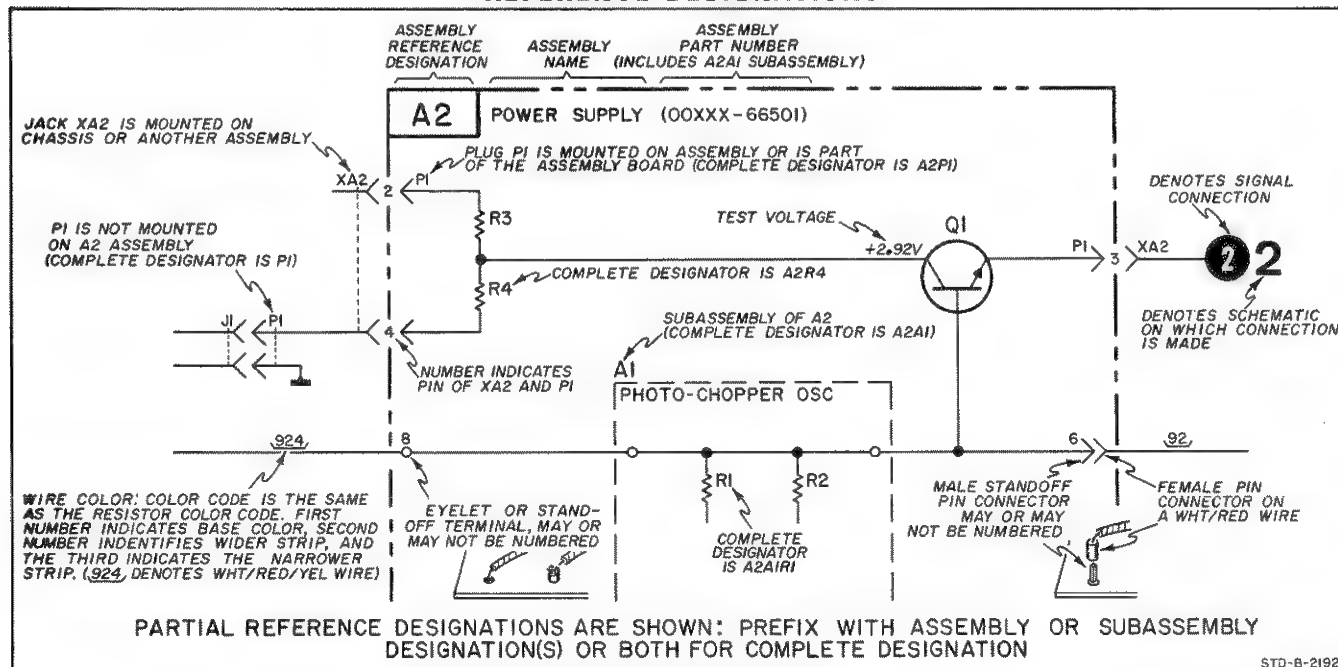 ASSEMBLY
REFERENCE
DESIGNATION
ASSEMBLY
NAME
ASSEMBLY
PART NUMBER
(INCLUDES A2A1 SUBASSEMBLY)
A2
POWER SUPPLY (00XXX-66501)
JACK XA2 IS MOUNTED ON
CHASSIS OR ANOTHER ASSEMBLY
PLUG P1 IS MOUNTED ON ASSEMBLY OR IS PART
OF THE ASSEMBLY BOARD (COMPLETE DESIGNATOR IS A2P1)
XA2
2
P1
R3
P1 IS NOT MOUNTED
ON A2 ASSEMBLY
(COMPLETE DESIGNATOR IS P1)
TEST VOLTAGE
+2.92V
Q1
P1
3
XA2
DENOTES SIGNAL
CONNECTION
2
2
DENOTES SCHEMATIC
ON WHICH CONNECTION
IS MADE
R4
COMPLETE DESIGNATOR IS A2R4
J1
P1
4
NUMBER INDICATES
PIN OF XA2 AND P1
SUBASSEMBLY OF A2
(COMPLETE DESIGNATOR IS A2A1)
A1
PHOTO-CHOPPER OSC
924
8
6
92
R1
R2
COMPLETE
DESIGNATOR
IS A2A1R1
WIRE COLOR: COLOR CODE IS THE SAME
AS THE RESISTOR COLOR CODE. FIRST
NUMBER INDICATES BASE COLOR, SECOND
NUMBER INDENTIFIES WIDER STRIP, AND
THE THIRD INDICATES THE NARROWER
STRIP. (924 DENOTES WHT/RED/YEL WIRE)
EYELET OR STAND-
OFF TERMINAL, MAY OR
MAY NOT BE NUMBERED
MALE STANDOFF
PIN CONNECTOR
MAY OR MAY
NOT BE NUMBERED
FEMALE PIN
CONNECTOR ON
A WHT/RED WIRE
PARTIAL REFERENCE DESIGNATIONS ARE SHOWN: PREFIX WITH ASSEMBLY OR SUBASSEMBLY
DESIGNATION(S) OR BOTH FOR COMPLETE DESIGNATION
STD-B-2192